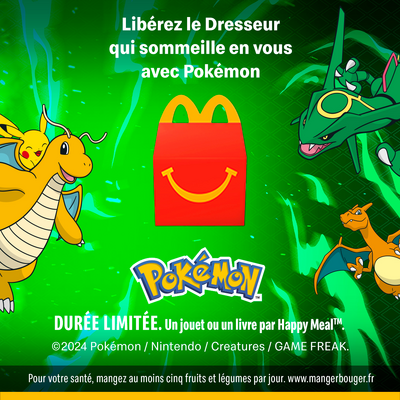 Libérez le Dresseur
qui sommeille en vous
avec Pokémon
POKéMON™
DURÉE LIMITÉE. Un jouet ou un livre par Happy Meal™.
©2024 Pokémon / Nintendo / Creatures / GAME FREAK.
Pour votre santé, mangez au moins cinq fruits et légumes par jour. www.mangerbouger.fr